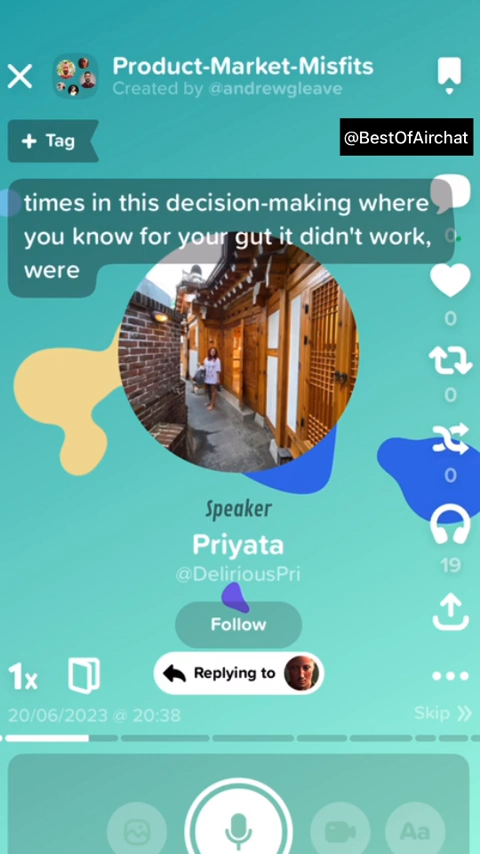 Product-Market-Misfits
Created by @andrewgleave
@BestOfAirchat
+ Tag
times in this decision-making where
you know for your gut it didn't work,
were
0
0
0
0
19
Speaker
Priyata
@DeliriousPri
Follow
Replying to
1x
20/06/2023 @ 20:38
Skip
Aa